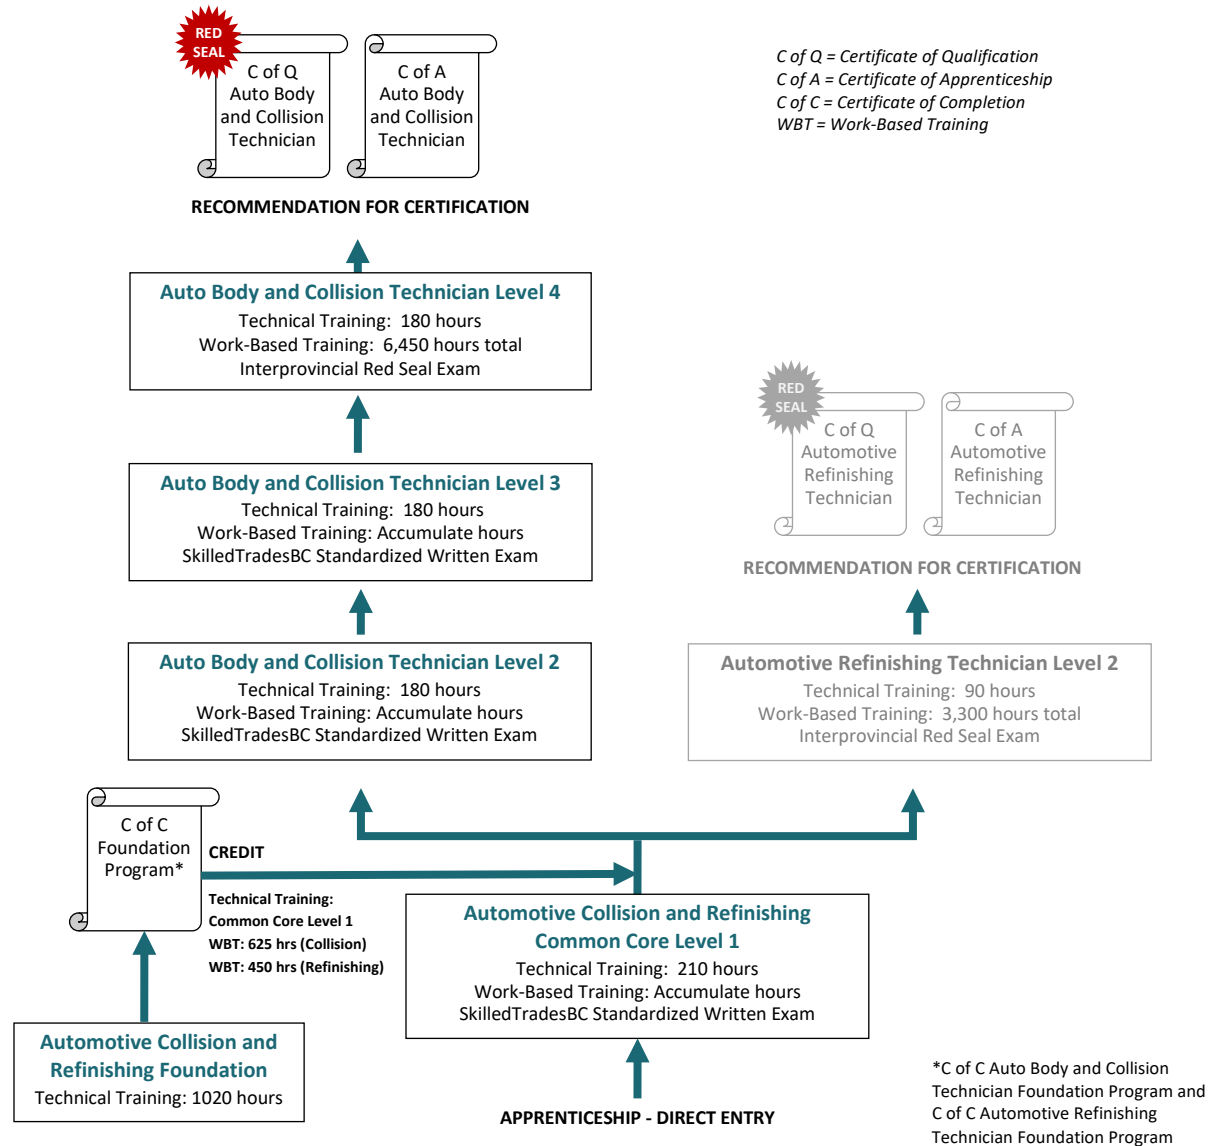 RED
SEAL
C of Q
Auto Body
and Collision
Technician
C of A
Auto Body
and Collision
Technician
C of Q = Certificate of Qualification
C of A = Certificate of Apprenticeship
C of C = Certificate of Completion
WBT = Work-Based Training
RECOMMENDATION FOR CERTIFICATION
Auto Body and Collision Technician Level 4
Technical Training:  180 hours
Work-Based Training:  6,450 hours total
Interprovincial Red Seal Exam
Auto Body and Collision Technician Level 3
Technical Training:  180 hours
Work-Based Training: Accumulate hours
SkilledTradesBC Standardized Written Exam
RED
SEAL
C of Q
Automotive
Refinishing
Technician
C of A
Automotive
Refinishing
Technician
RECOMMENDATION FOR CERTIFICATION
Auto Body and Collision Technician Level 2
Technical Training:  180 hours
Work-Based Training: Accumulate hours
SkilledTradesBC Standardized Written Exam
Automotive Refinishing Technician Level 2
Technical Training:  90 hours
Work-Based Training:  3,300 hours total
Interprovincial Red Seal Exam
C of C
Foundation
Program*
CREDIT
Technical Training:
Common Core Level 1
WBT: 625 hrs (Collision)
WBT: 450 hrs (Refinishing)
Automotive Collision and Refinishing
Common Core Level 1
Technical Training:  210 hours
Work-Based Training: Accumulate hours
SkilledTradesBC Standardized Written Exam
Automotive Collision and
Refinishing Foundation
Technical Training: 1020 hours
APPRENTICESHIP - DIRECT ENTRY
*C of C Auto Body and Collision
Technician Foundation Program and
C of C Automotive Refinishing
Technician Foundation Program